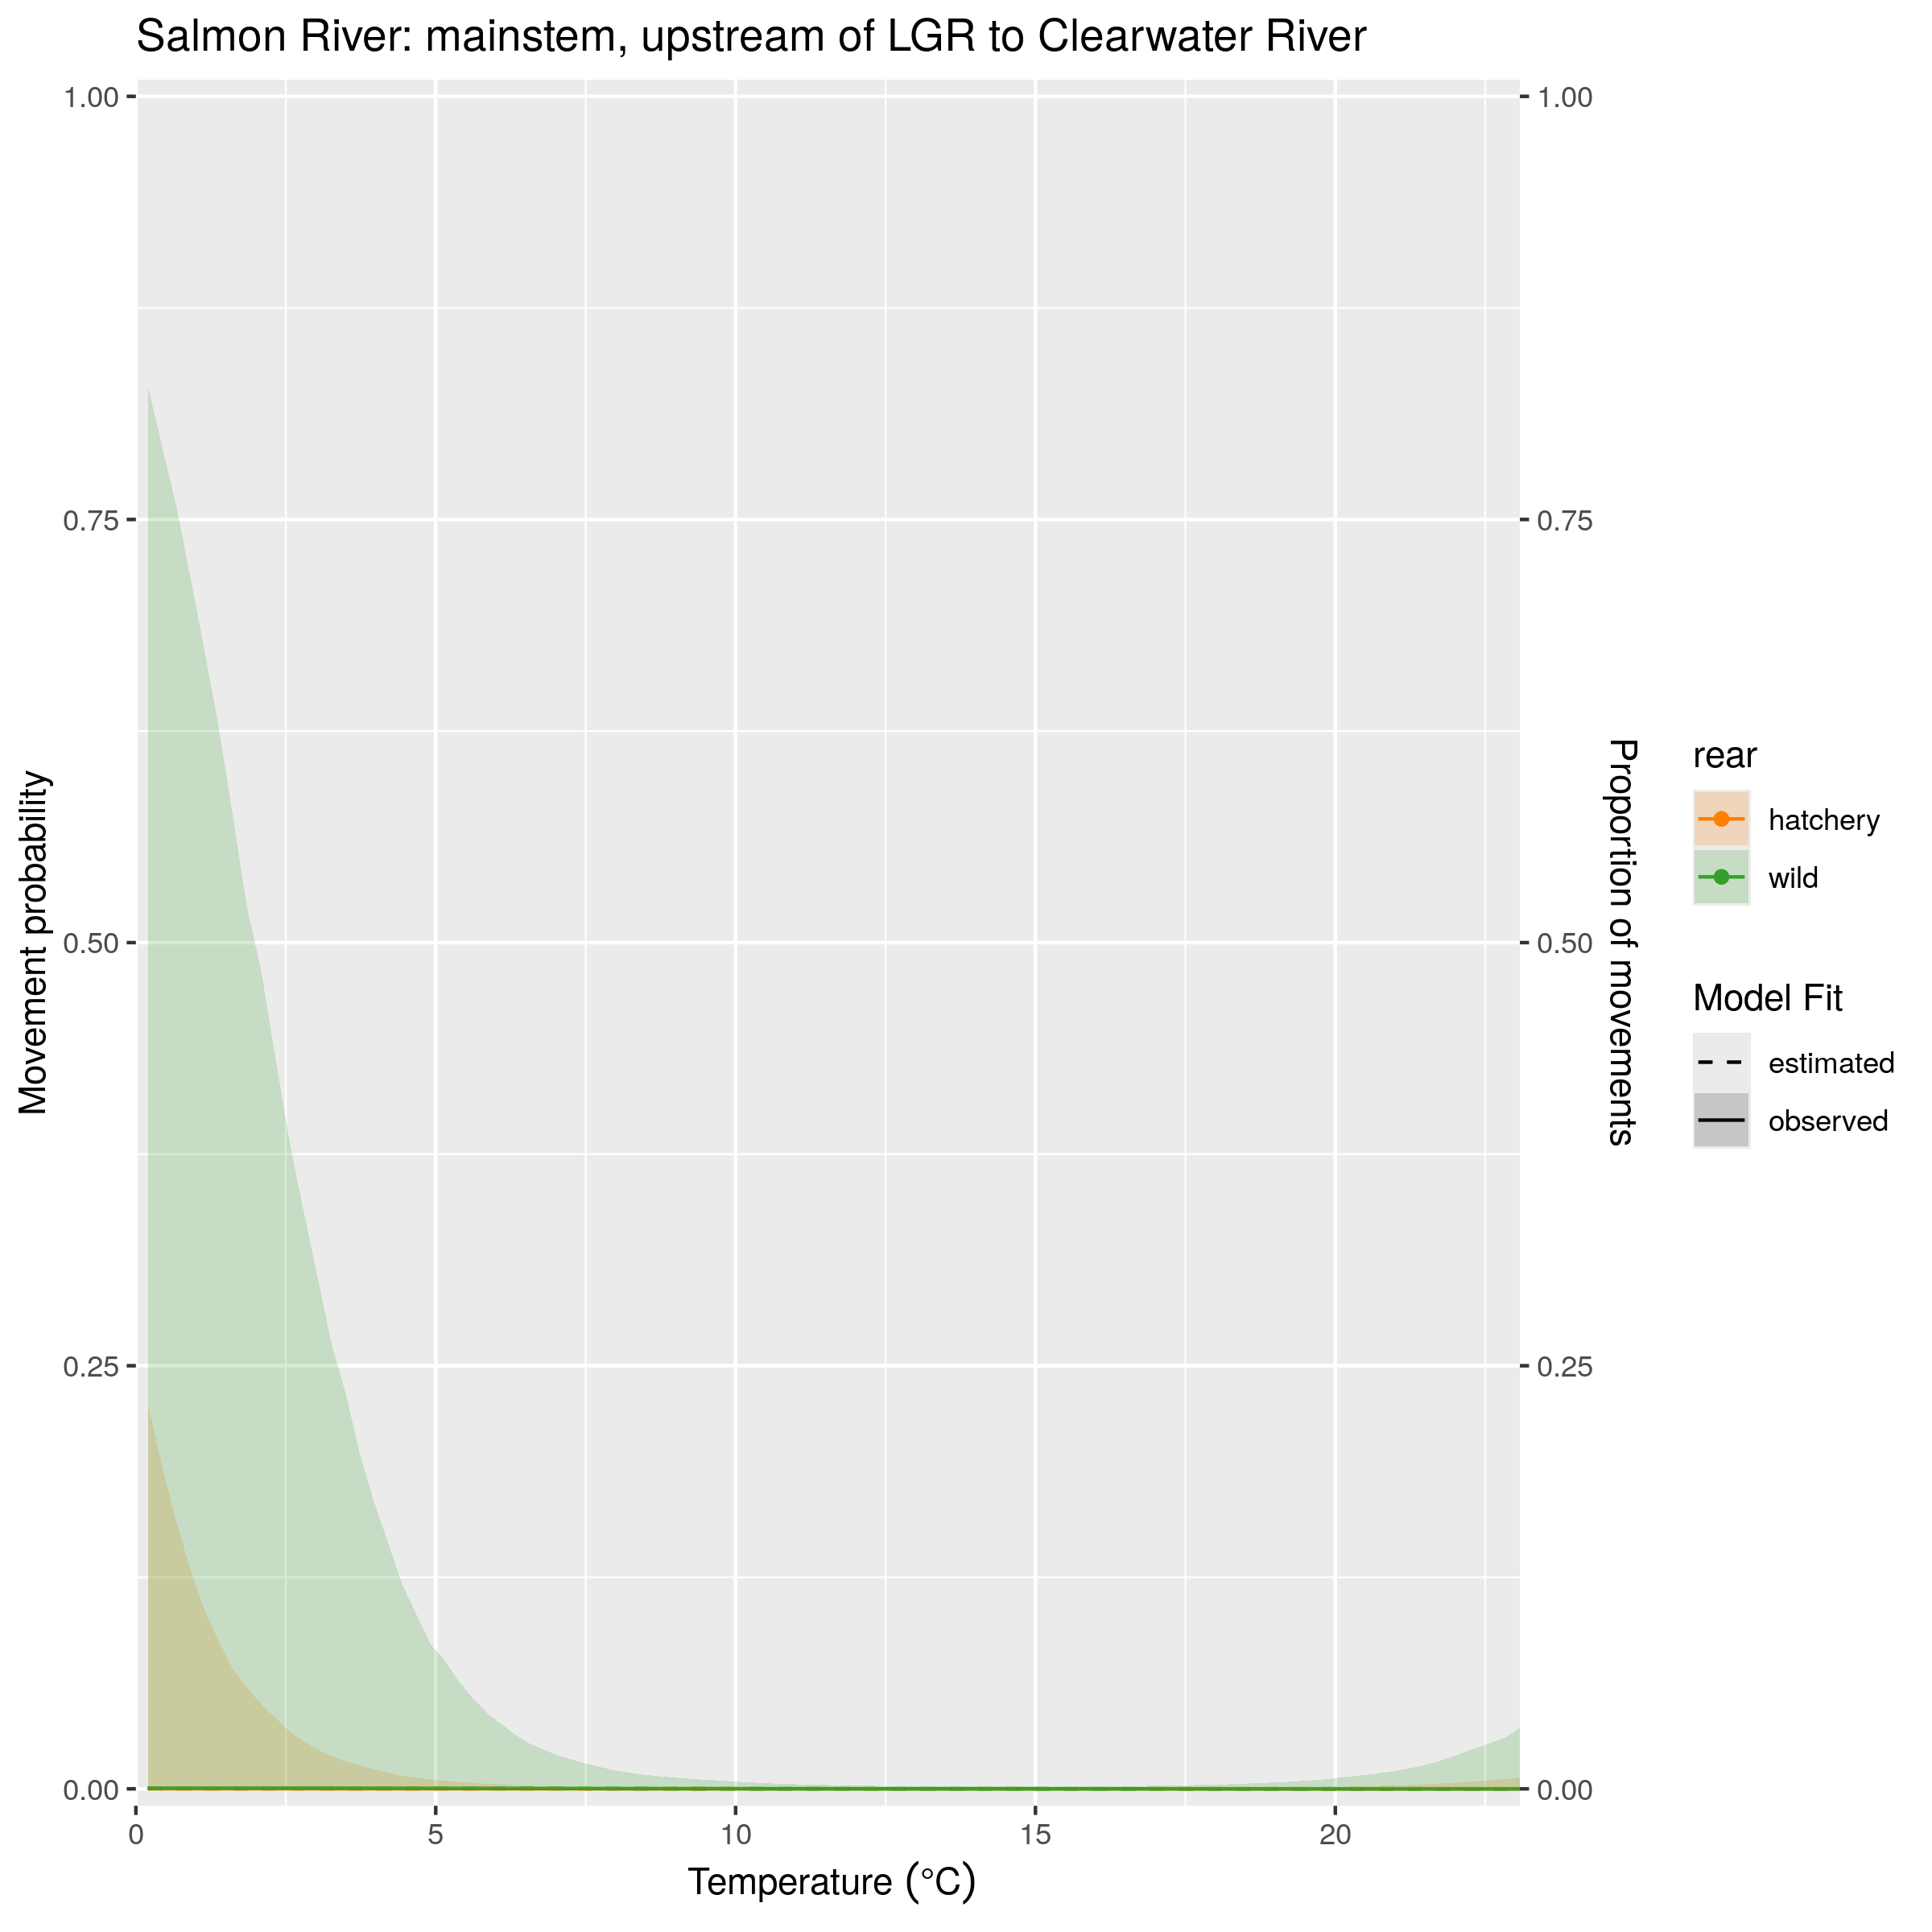 Salmon River: mainstem, upstream of LGR to Clearwater River
Movement probability
1.00
0.75
0.50
0.25
0.00
1.00
0.75
0.50
0.25
0.00
Proportion of movements
0
5
10
15
20
Temperature (°C)
rear
hatchery
wild
Model Fit
estimated
observed